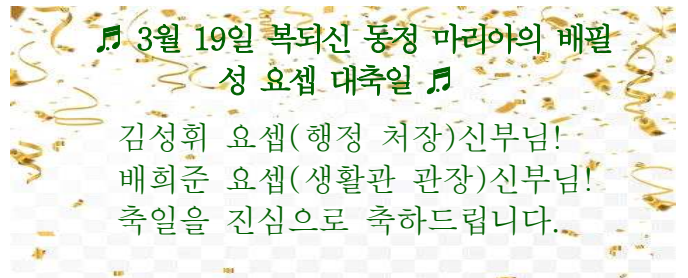 ♬ 3월 19일 복되신 동정 마리아의 배필
성 요셉 대축일 ♬
김성휘 요셉(행정 처장)신부님!
배희준 요셉(생활관 관장)신부님!
축일을 진심으로 축하드립니다.